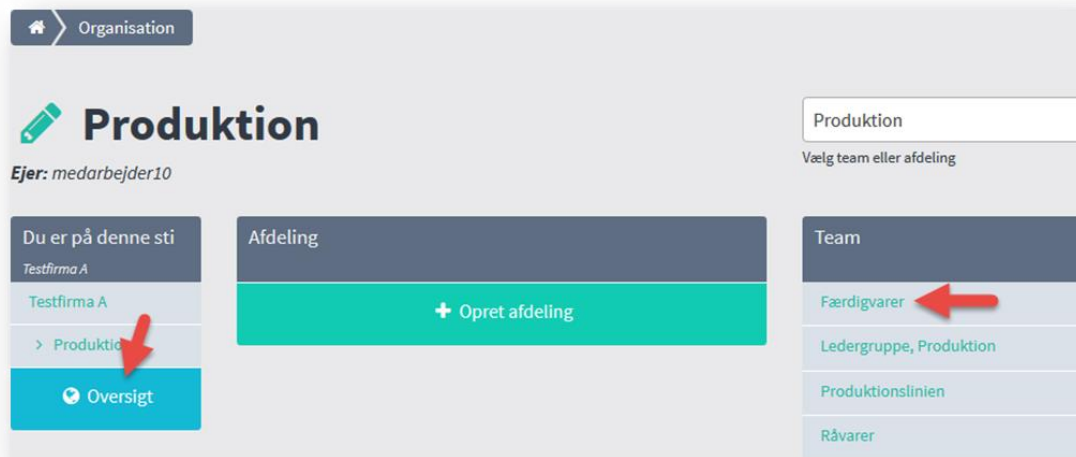 Organisation
Produktion
Ejer: medarbejder10
Produktion
Vælg team eller afdeling
Du er på denne sti
Testfirma A
Testfirma A
> 
Oversigt
Afdeling
+ Opret afdeling
Team
Færdigvarer
Ledergruppe, Produktion
Produktionslinien
Råvarer